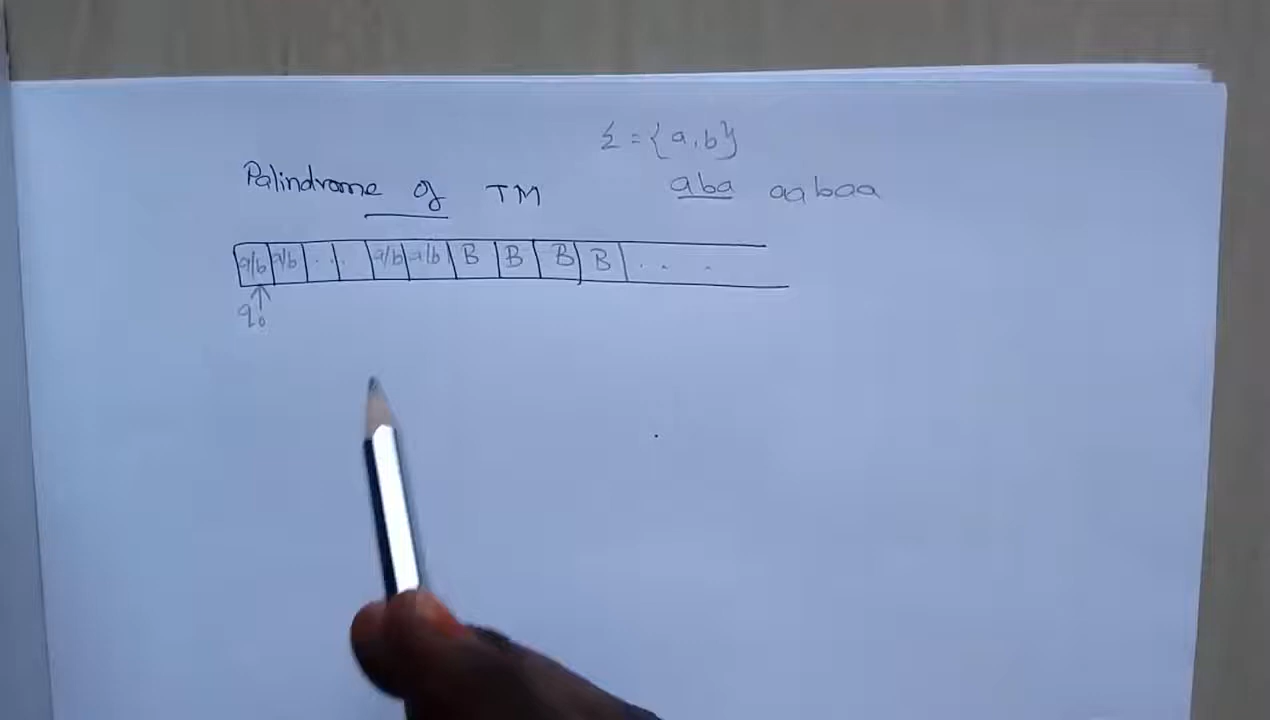 Σ = {a, b}
Palindrome of TM
aba aabaa
a/b a/b . . a/b a/b B B B B . . .
q₀